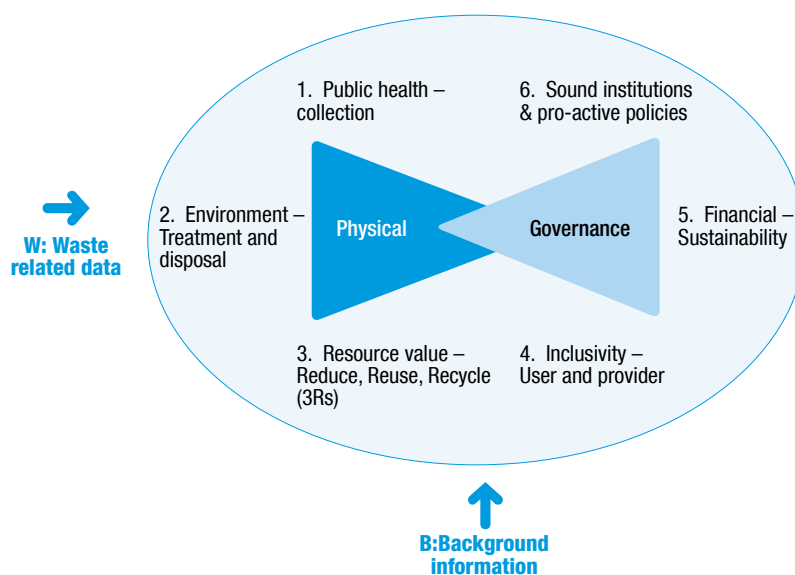 1. Public health –
collection
6. Sound institutions
& pro-active policies
2. Environment –
Treatment and
disposal
Physical
Governance
5. Financial –
Sustainability
W: Waste
related data
3. Resource value –
Reduce, Reuse, Recycle
(3Rs)
4. Inclusivity –
User and provider
B:Background
information